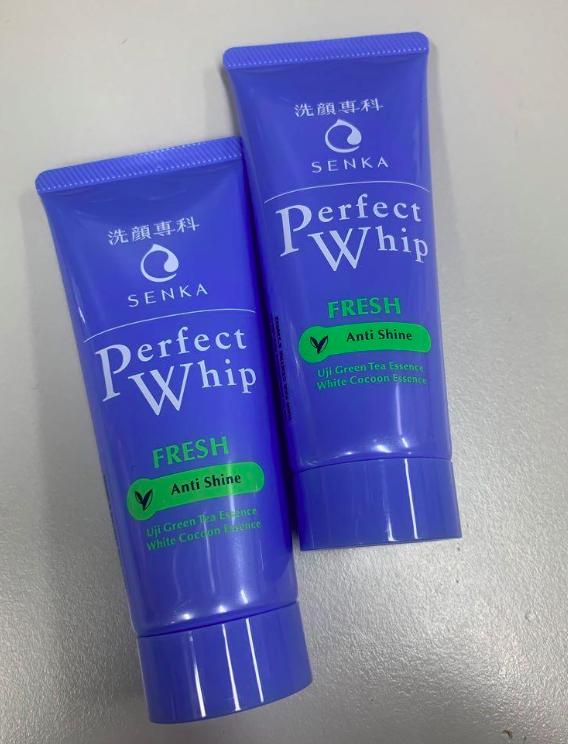 洗顔専科
SENKA
Perfect
Whip
FRESH
Anti Shine
Uji Green Tea Essence
White Cocoon Essence
洗顔専科
SENKA
Perfect
Whip
FRESH
Anti Shine
Uji Green Tea Essence
White Cocoon Essence